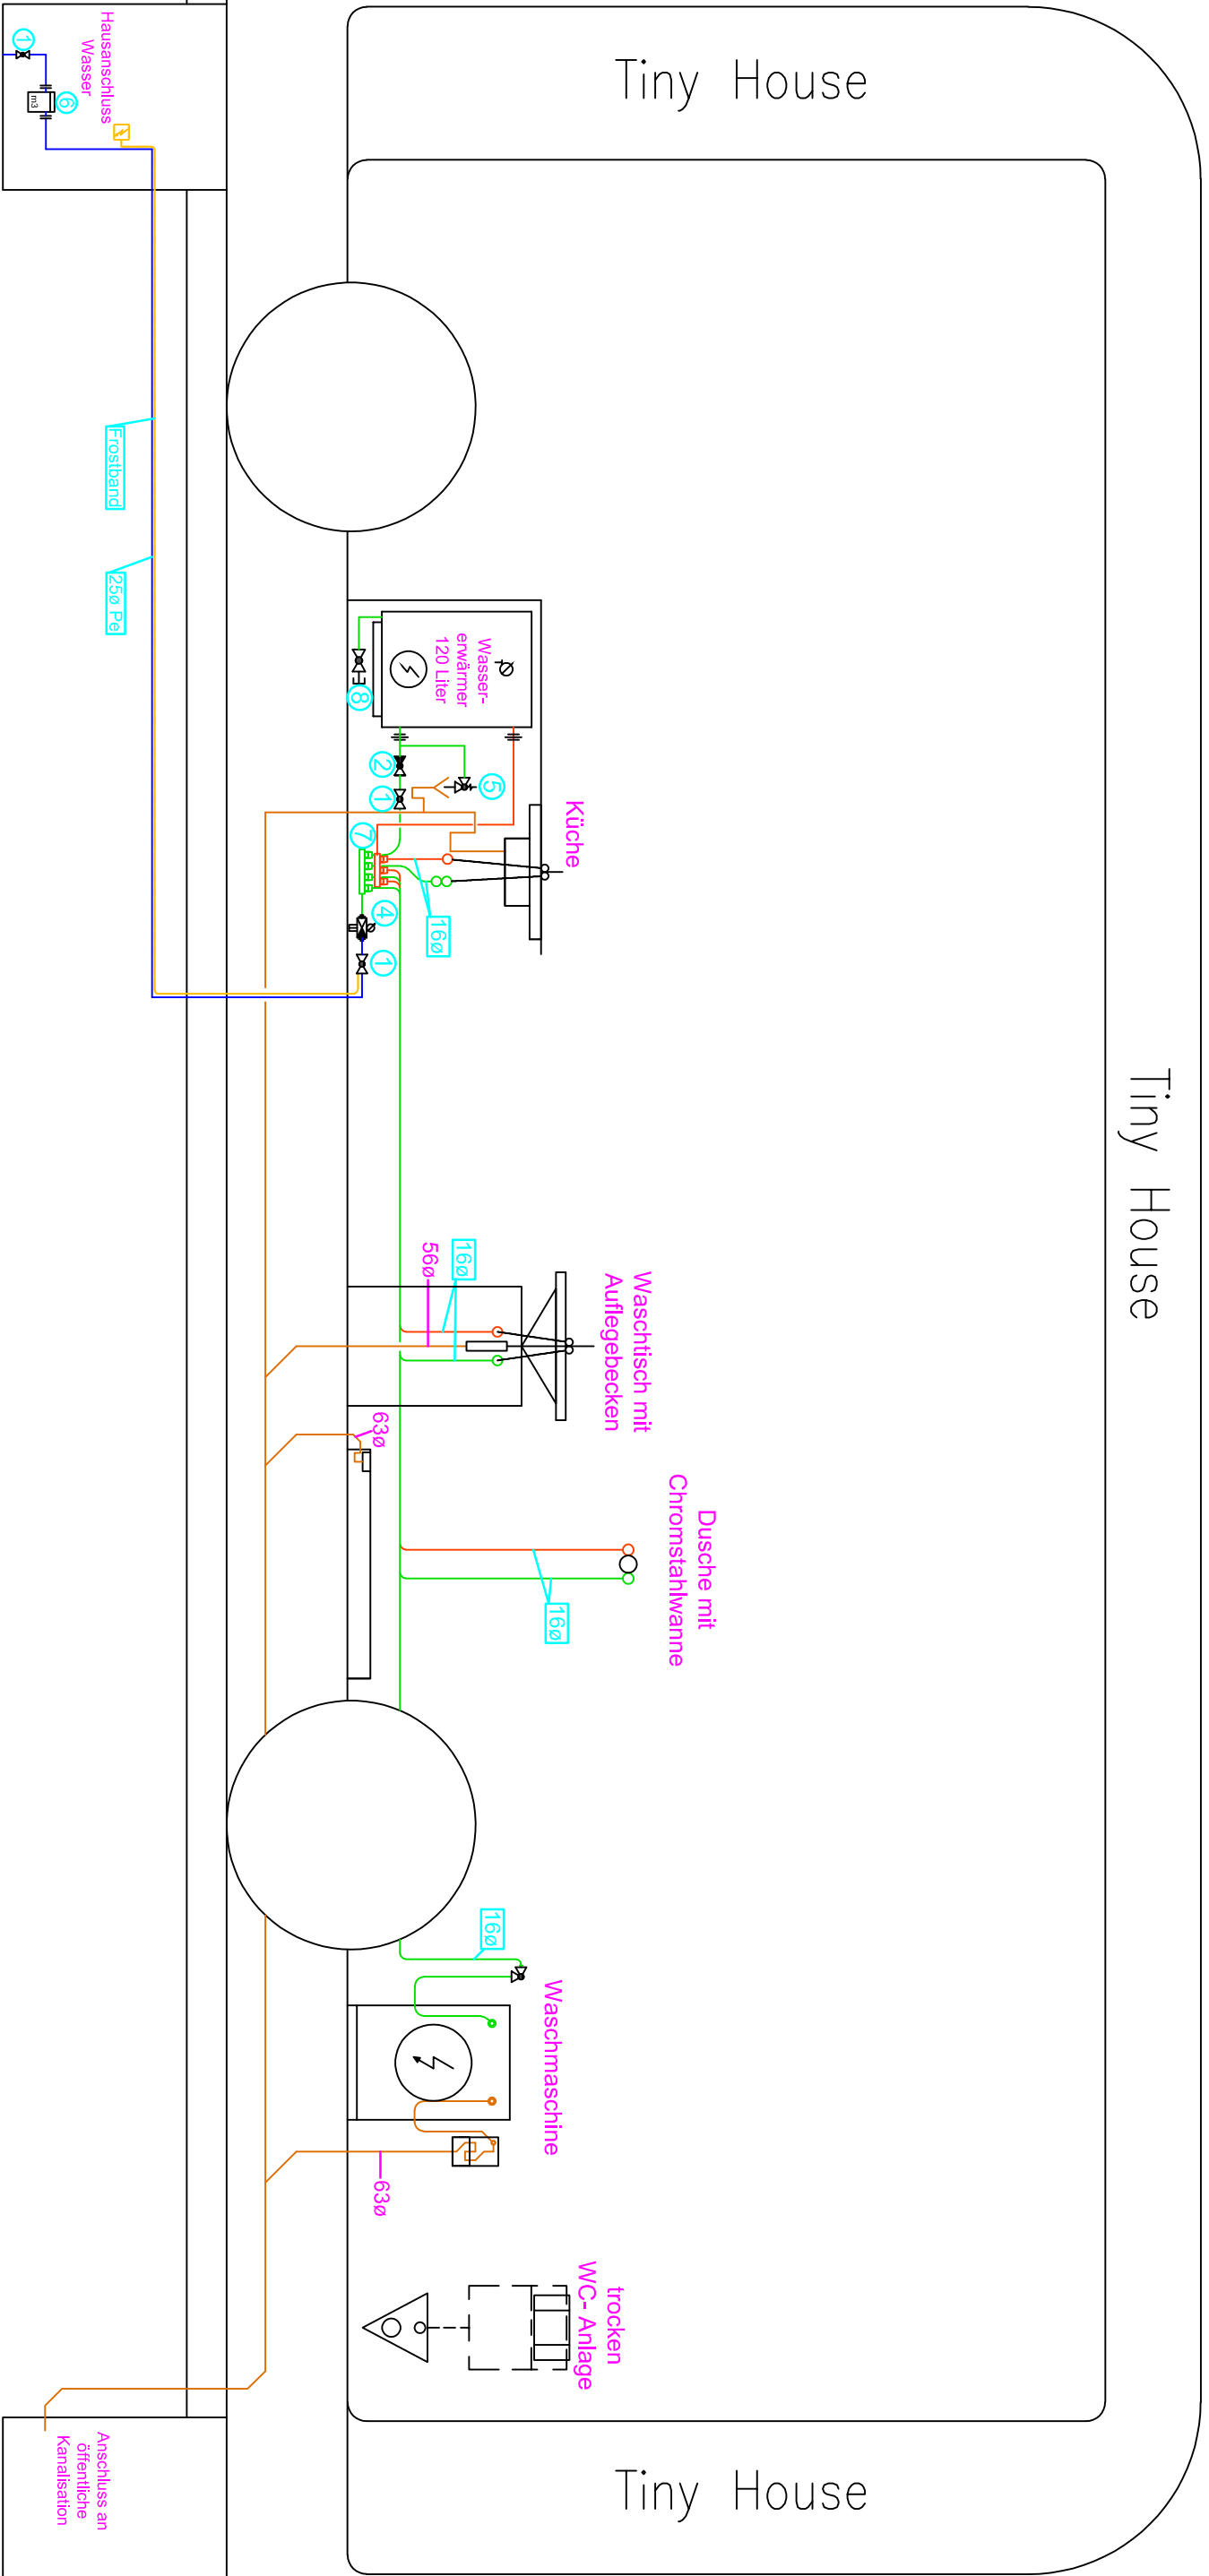 Tiny House
Tiny House
Tiny House
Hausanschluss
Wasser
1
6
m3
Frostband
25ø Pe
Wasser-
erwärmer
120 Liter
8
2
1
5
Küche
7
4
1
16ø
Waschtisch mit
Auflegebecken
16ø
56ø
63ø
Dusche mit
Chromstahlwanne
16ø
16ø
Waschmaschine
63ø
trocken
WC- Anlage
Anschluss an
öffentliche
Kanalisation